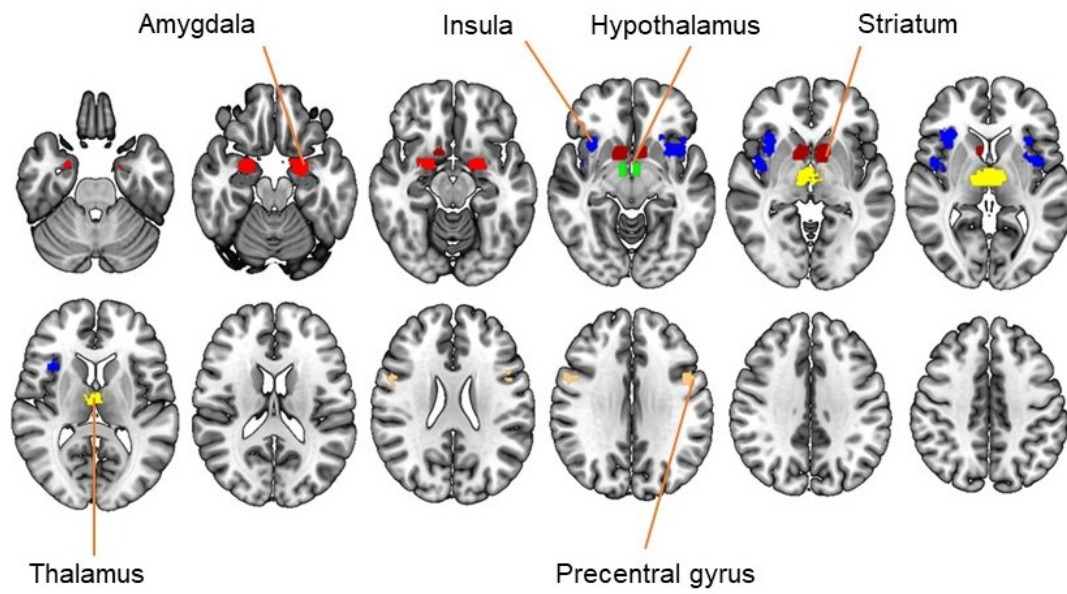 Amygdala
Insula
Hypothalamus
Striatum
Thalamus
Precentral gyrus